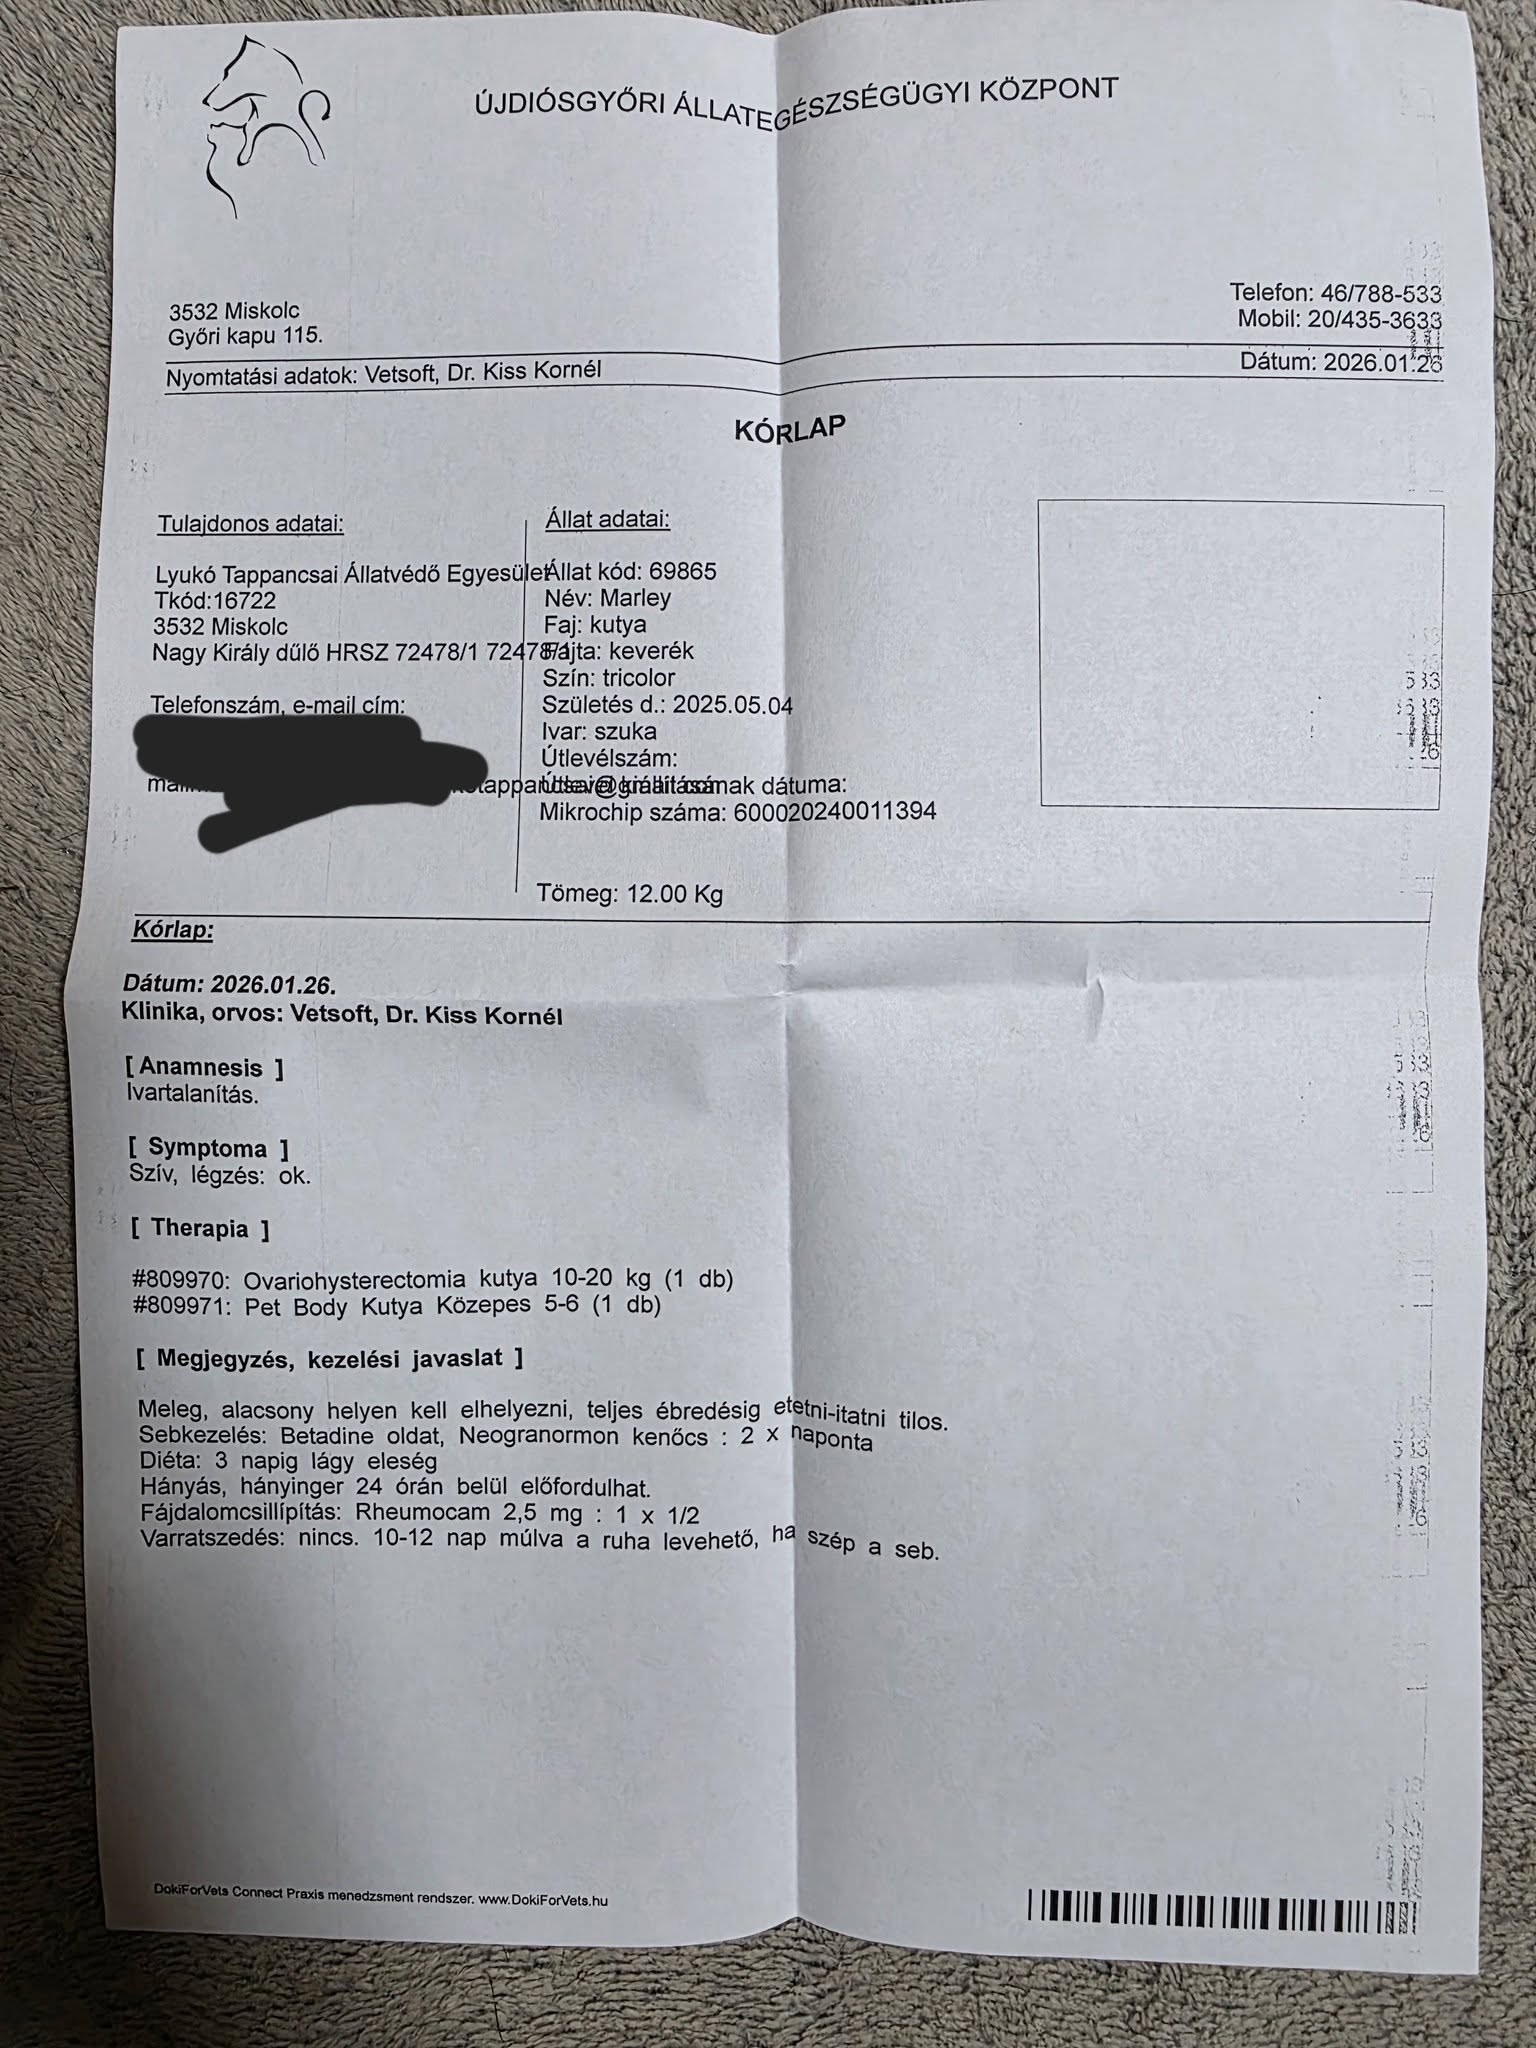 ÚJDIÓSGYŐRI ÁLLATEGÉSZSÉGÜGYI KÖZPONT
3532 Miskolc
Győri kapu 115.
Telefon: 46/788-533
Mobil: 20/435-3633
Nyomtatási adatok: Vetsoft, Dr. Kiss Kornél
Dátum: 2026.01.26
KÓRLAP
Tulajdonos adatai:
Lyukó Tappancsai Állatvédő Egyesület
Tkód:16722
3532 Miskolc
Nagy Király dűlő HRSZ 72478/1 72478/1
Telefonszám, e-mail cím:
Állat adatai:
Állat kód: 69865
Név: Marley
Faj: kutya
Fajta: keverék
Szín: tricolor
Születés d.: 2025.05.04
Ivar: szuka
Útlevélszám:
Útlevél kiállításának dátuma:
Mikrochip száma: 600020240011394
Tömeg: 12.00 Kg
Kórlap:
Dátum: 2026.01.26.
Klinika, orvos: Vetsoft, Dr. Kiss Kornél
[ Anamnesis ]
Ivartalanítás.
[ Symptoma ]
Szív, légzés: ok.
[ Therapia ]
#809970: Ovariohysterectomia kutya 10-20 kg (1 db)
#809971: Pet Body Kutya Közepes 5-6 (1 db)
[ Megjegyzés, kezelési javaslat ]
Meleg, alacsony helyen kell elhelyezni, teljes ébredésig etetni-itatni tilos.
Sebkezelés: Betadine oldat, Neogranormon kenőcs : 2 x naponta
Diéta: 3 napig lágy eleség
Hányás, hányinger 24 órán belül előfordulhat.
Fájdalomcsillípítás: Rheumocam 2,5 mg : 1 x 1/2
Varratszedés: nincs. 10-12 nap múlva a ruha levehető, ha szép a seb.
DokiForVets Connect Praxis menedzsment rendszer. www.DokiForVets.hu